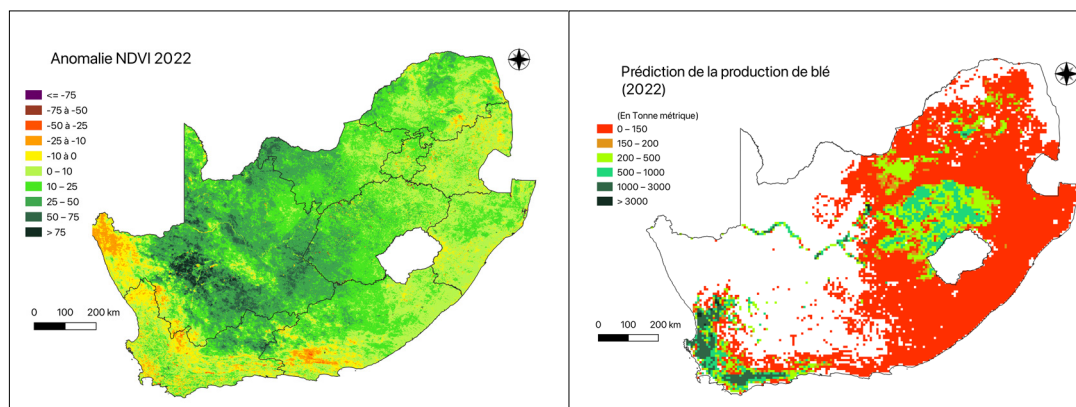 Anomalie NDVI 2022
<= -75
-75 à -50
-50 à -25
-25 à -10
-10 à 0
0 – 10
10 – 25
25 – 50
50 – 75
> 75
0 100 200 km
Prédiction de la production de blé
(2022)
(En Tonne métrique)
0 – 150
150 – 200
200 – 500
500 – 1000
1000 – 3000
> 3000
0 100 200 km